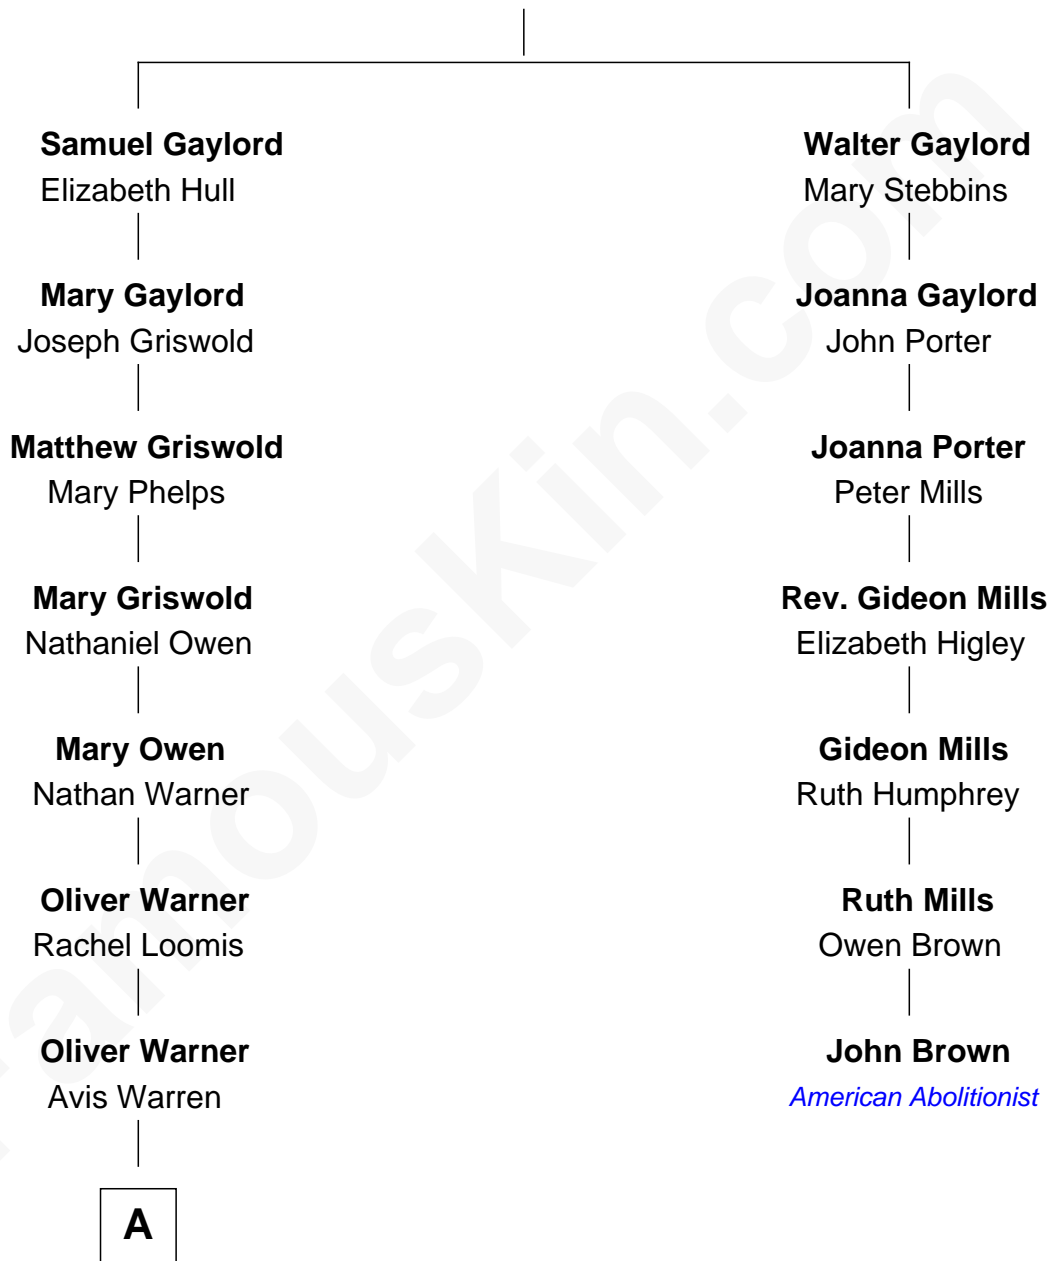 Samuel Gaylord
Elizabeth Hull
Mary Gaylord
Joseph Griswold
Matthew Griswold
Mary Phelps
Mary Griswold
Nathaniel Owen
Mary Owen
Nathan Warner
Oliver Warner
Rachel Loomis
Oliver Warner
Avis Warren
A
Walter Gaylord
Mary Stebbins
Joanna Gaylord
John Porter
Joanna Porter
Peter Mills
Rev. Gideon Mills
Elizabeth Higley
Gideon Mills
Ruth Humphrey
Ruth Mills
Owen Brown
John Brown
American Abolitionist
FamousKin.com